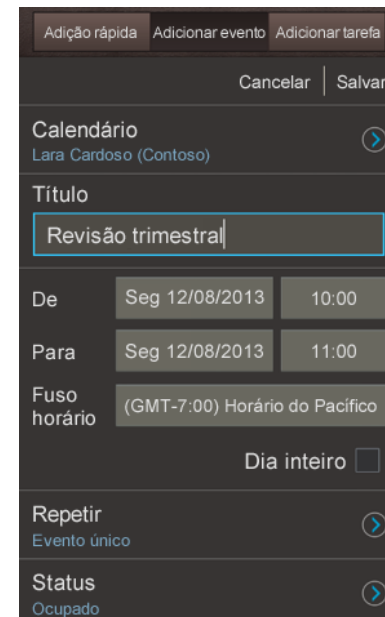 Adição rápida Adicionar evento Adicionar tarefa
Cancelar Salvar
Calendário
Lara Cardoso (Contoso)
Título
Revisão trimestral
De Seg 12/08/2013 10:00
Para Seg 12/08/2013 11:00
Fuso
horário (GMT-7:00) Horário do Pacífico
Dia inteiro
Repetir
Evento único
Status
Ocupado